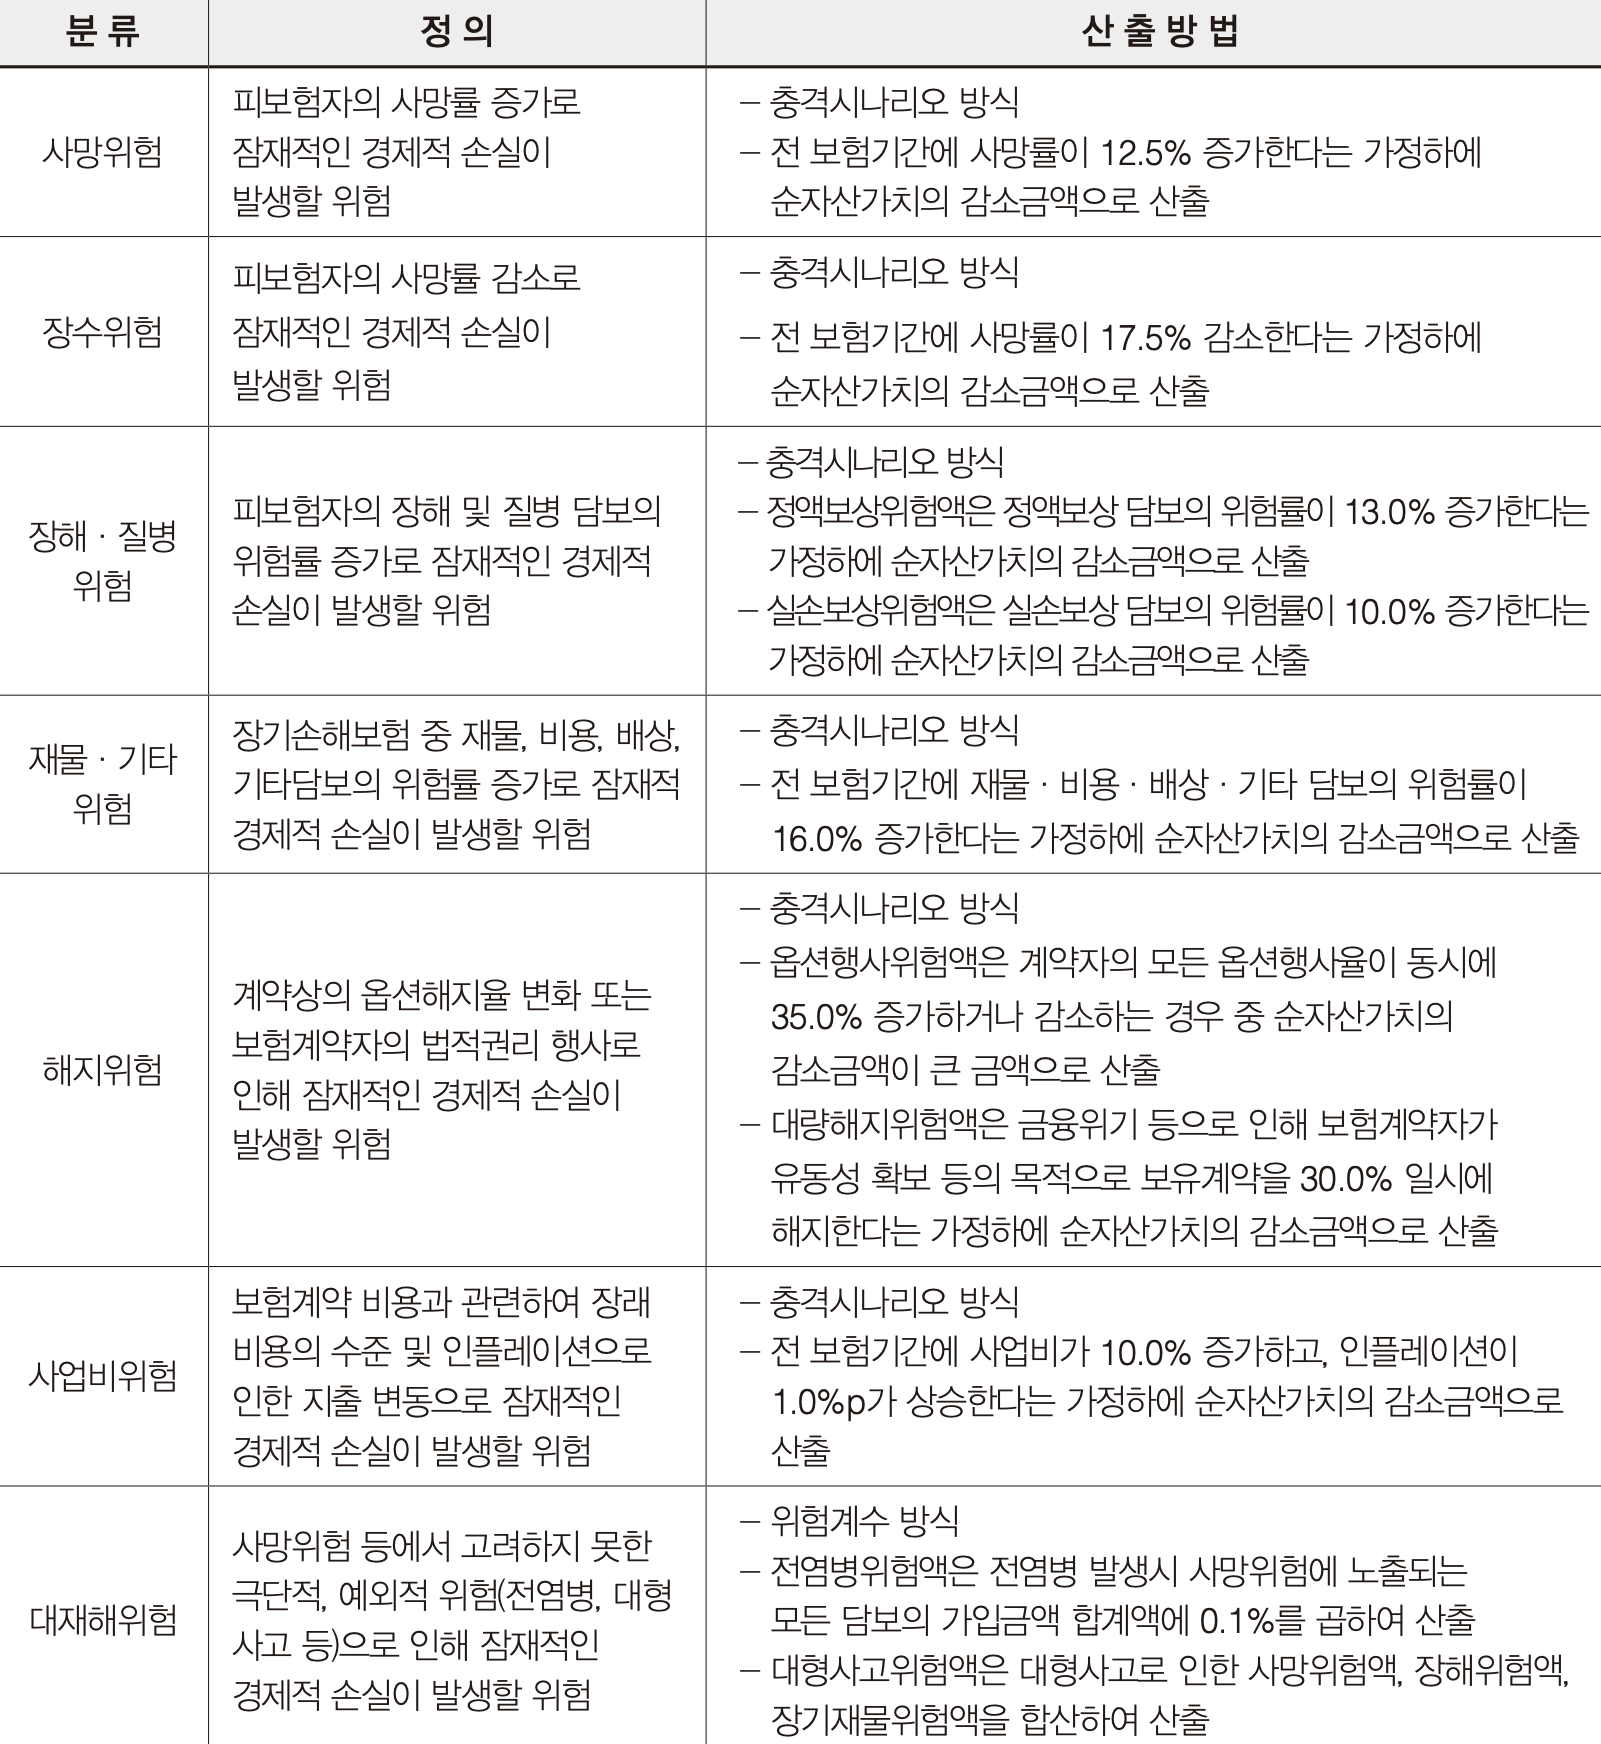 분류 정의 산출방법
사망위험
피보험자의 사망률 증가로
잠재적인 경제적 손실이
발생할 위험
– 충격시나리오 방식
– 전 보험기간에 사망률이 12.5% 증가한다는 가정하에
순자산가치의 감소금액으로 산출
장수위험
피보험자의 사망률 감소로
잠재적인 경제적 손실이
발생할 위험
– 충격시나리오 방식
– 전 보험기간에 사망률이 17.5% 감소한다는 가정하에
순자산가치의 감소금액으로 산출
장해 · 질병
위험
피보험자의 장해 및 질병 담보의
위험률 증가로 잠재적인 경제적
손실이 발생할 위험
– 충격시나리오 방식
– 정액보상위험액은 정액보상 담보의 위험률이 13.0% 증가한다는
가정하에 순자산가치의 감소금액으로 산출
– 실손보상위험액은 실손보상 담보의 위험률이 10.0% 증가한다는
가정하에 순자산가치의 감소금액으로 산출
재물 · 기타
위험
장기손해보험 중 재물, 비용, 배상,
기타담보의 위험률 증가로 잠재적
경제적 손실이 발생할 위험
– 충격시나리오 방식
– 전 보험기간에 재물 · 비용 · 배상 · 기타 담보의 위험률이
16.0% 증가한다는 가정하에 순자산가치의 감소금액으로 산출
해지위험
계약상의 옵션해지율 변화 또는
보험계약자의 법적권리 행사로
인해 잠재적인 경제적 손실이
발생할 위험
– 충격시나리오 방식
– 옵션행사위험액은 계약자의 모든 옵션행사율이 동시에
35.0% 증가하거나 감소하는 경우 중 순자산가치의
감소금액이 큰 금액으로 산출
– 대량해지위험액은 금융위기 등으로 인해 보험계약자가
유동성 확보 등의 목적으로 보유계약을 30.0% 일시에
해지한다는 가정하에 순자산가치의 감소금액으로 산출
사업비위험
보험계약 비용과 관련하여 장래
비용의 수준 및 인플레이션으로
인한 지출 변동으로 잠재적인
경제적 손실이 발생할 위험
– 충격시나리오 방식
– 전 보험기간에 사업비가 10.0% 증가하고, 인플레이션이
1.0%p가 상승한다는 가정하에 순자산가치의 감소금액으로
산출
대재해위험
사망위험 등에서 고려하지 못한
극단적, 예외적 위험(전염병, 대형
사고 등)으로 인해 잠재적인
경제적 손실이 발생할 위험
– 위험계수 방식
– 전염병위험액은 전염병 발생시 사망위험에 노출되는
모든 담보의 가입금액 합계액에 0.1%를 곱하여 산출
– 대형사고위험액은 대형사고로 인한 사망위험액, 장해위험액,
장기재물위험액을 합산하여 산출